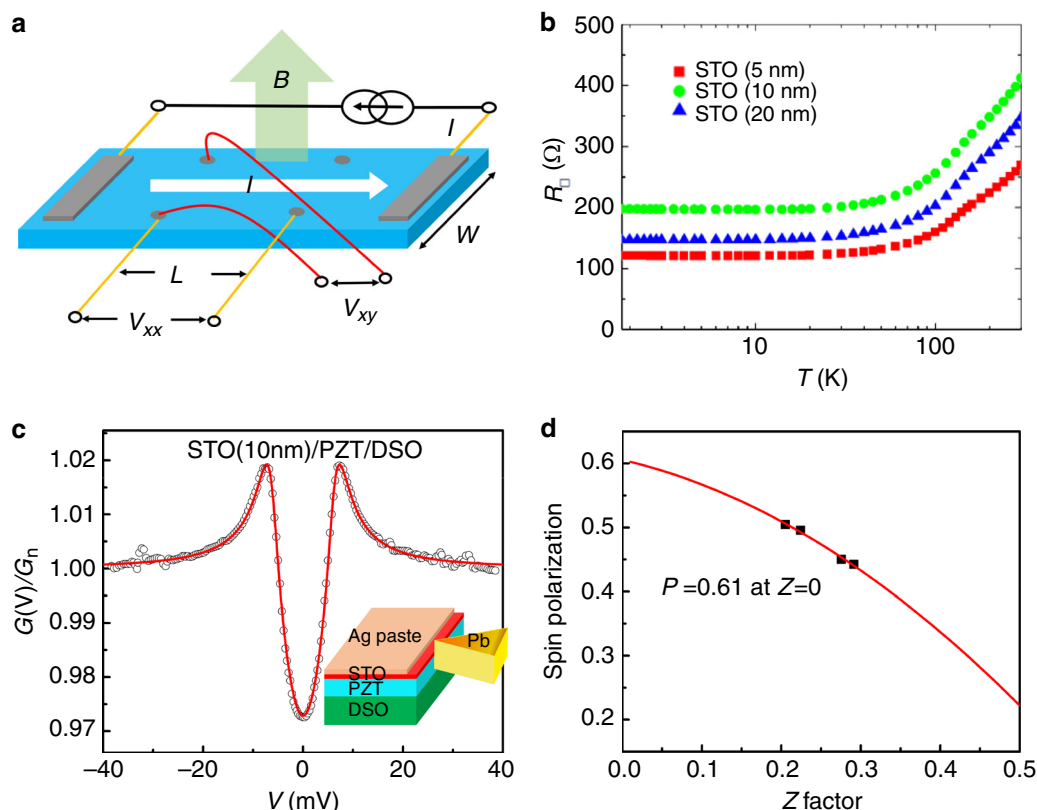 a
B
I
I
W
L
V_xx
V_xy
b
500
400
300
200
100
0
R□ (Ω)
STO (5 nm)
STO (10 nm)
STO (20 nm)
10
100
T (K)
c
STO(10nm)/PZT/DSO
1.02
1.01
1.00
0.99
0.98
0.97
G(V)/G_n
Ag paste
Pb
STO
PZT
DSO
–40
–20
0
20
40
V (mV)
d
0.6
0.5
0.4
0.3
0.2
Spin polarization
P=0.61 at Z=0
0.0
0.1
0.2
0.3
0.4
0.5
Z factor